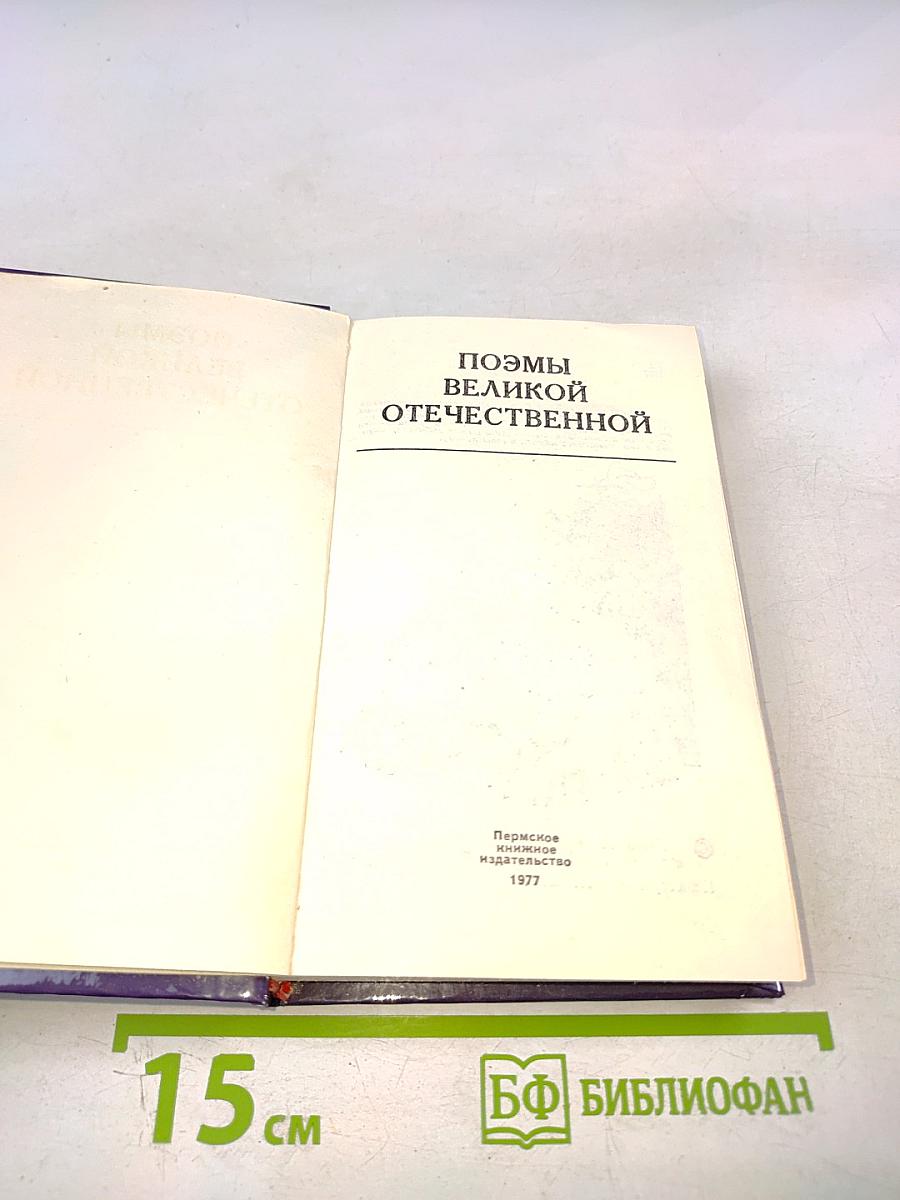 ПОЭМЫ
ВЕЛИКОЙ
ОТЕЧЕСТВЕННОЙ
Пермское
книжное
издательство
1977
15 см
БФ БИБЛИОФАН